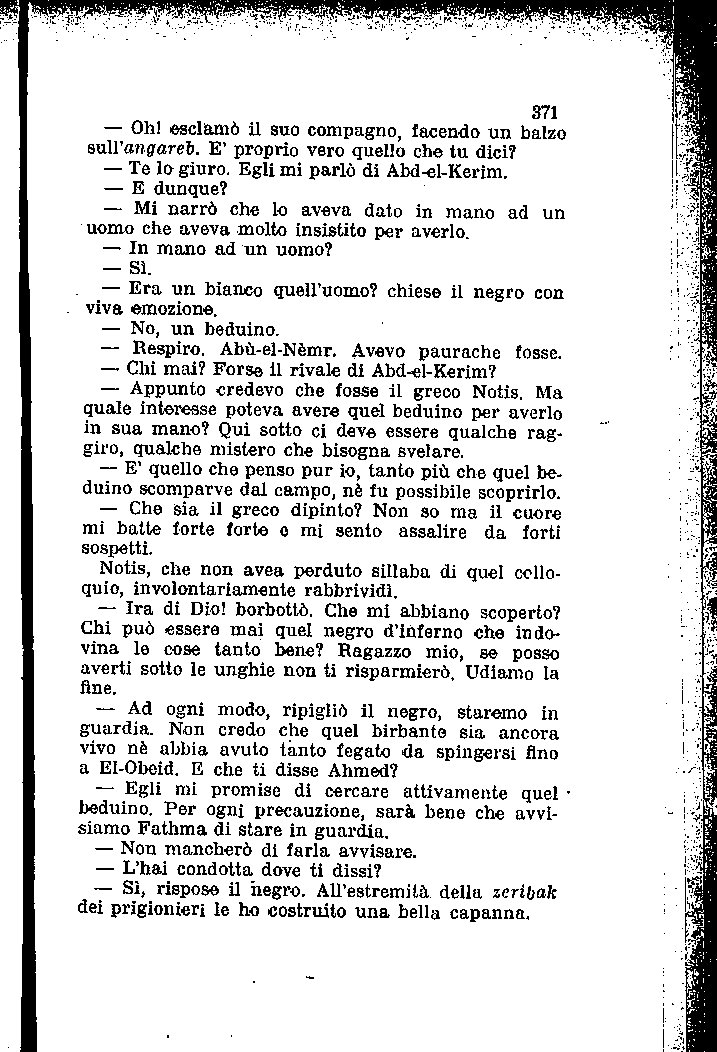 371
— Oh! esclamò il suo compagno, facendo un balzo
sull'angareb. E' proprio vero quello che tu dici?
— Te lo giuro. Egli mi parlò di Abd-el-Kerim.
— E dunque?
— Mi narrò che lo aveva dato in mano ad un
uomo che aveva molto insistito per averlo.
— In mano ad un uomo?
— Sì.
— Era un bianco quell'uomo? chiese il negro con
viva emozione.
— No, un beduino.
— Respiro. Abù-el-Nèmr. Avevo paurache fosse.
— Chi mai? Forse il rivale di Abd-el-Kerim?
— Appunto credevo che fosse il greco Notis. Ma
quale interesse poteva avere quel beduino per averlo
in sua mano? Qui sotto ci deve essere qualche rag-
giro, qualche mistero che bisogna svelare.
— E' quello che penso pur io, tanto più che quel be-
duino scomparve dal campo, nè fu possibile scoprirlo.
— Che sia il greco dipinto? Non so ma il cuore
mi batte forte forte e mi sento assalire da forti
sospetti.
Notis, che non avea perduto sillaba di quel collo-
quio, involontariamente rabbrividì.
— Ira di Dio! borbottò. Che mi abbiano scoperto?
Chi può essere mai quel negro d'inferno che indo-
vina le cose tanto bene? Ragazzo mio, se posso
averti sotto le unghie non ti risparmierò. Udiamo la
fine.
— Ad ogni modo, ripigliò il negro, staremo in
guardia. Non credo che quel birbante sia ancora
vivo nè abbia avuto tanto fegato da spingersi fino
a El-Obeid. E che ti disse Ahmed?
— Egli mi promise di cercare attivamente quel
beduino. Per ogni precauzione, sarà bene che avvi-
siamo Fathma di stare in guardia.
— Non mancherò di farla avvisare.
— L'hai condotta dove ti dissi?
— Sì, rispose il negro. All'estremità della zeribak
dei prigionieri le ho costruito una bella capanna.